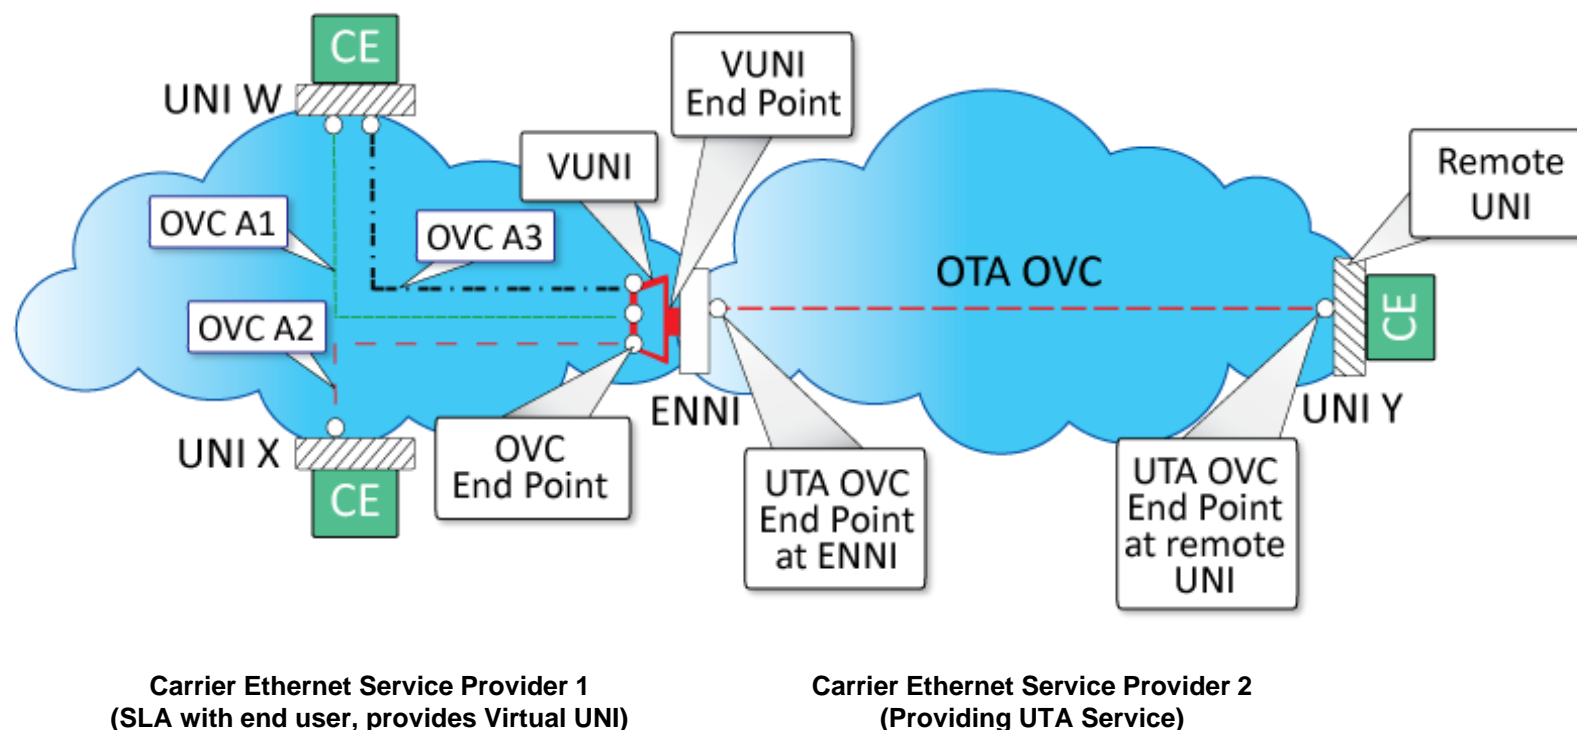 CE
UNI W
VUNI
End Point
VUNI
Remote
UNI
OVC A1
OVC A3
OTA OVC
OVC A2
CE
ENNI
UNI Y
UNI X
CE
OVC
End Point
UTA OVC
End Point
at ENNI
UTA OVC
End Point
at remote
UNI
Carrier Ethernet Service Provider 1
(SLA with end user, provides Virtual UNI)
Carrier Ethernet Service Provider 2
(Providing UTA Service)